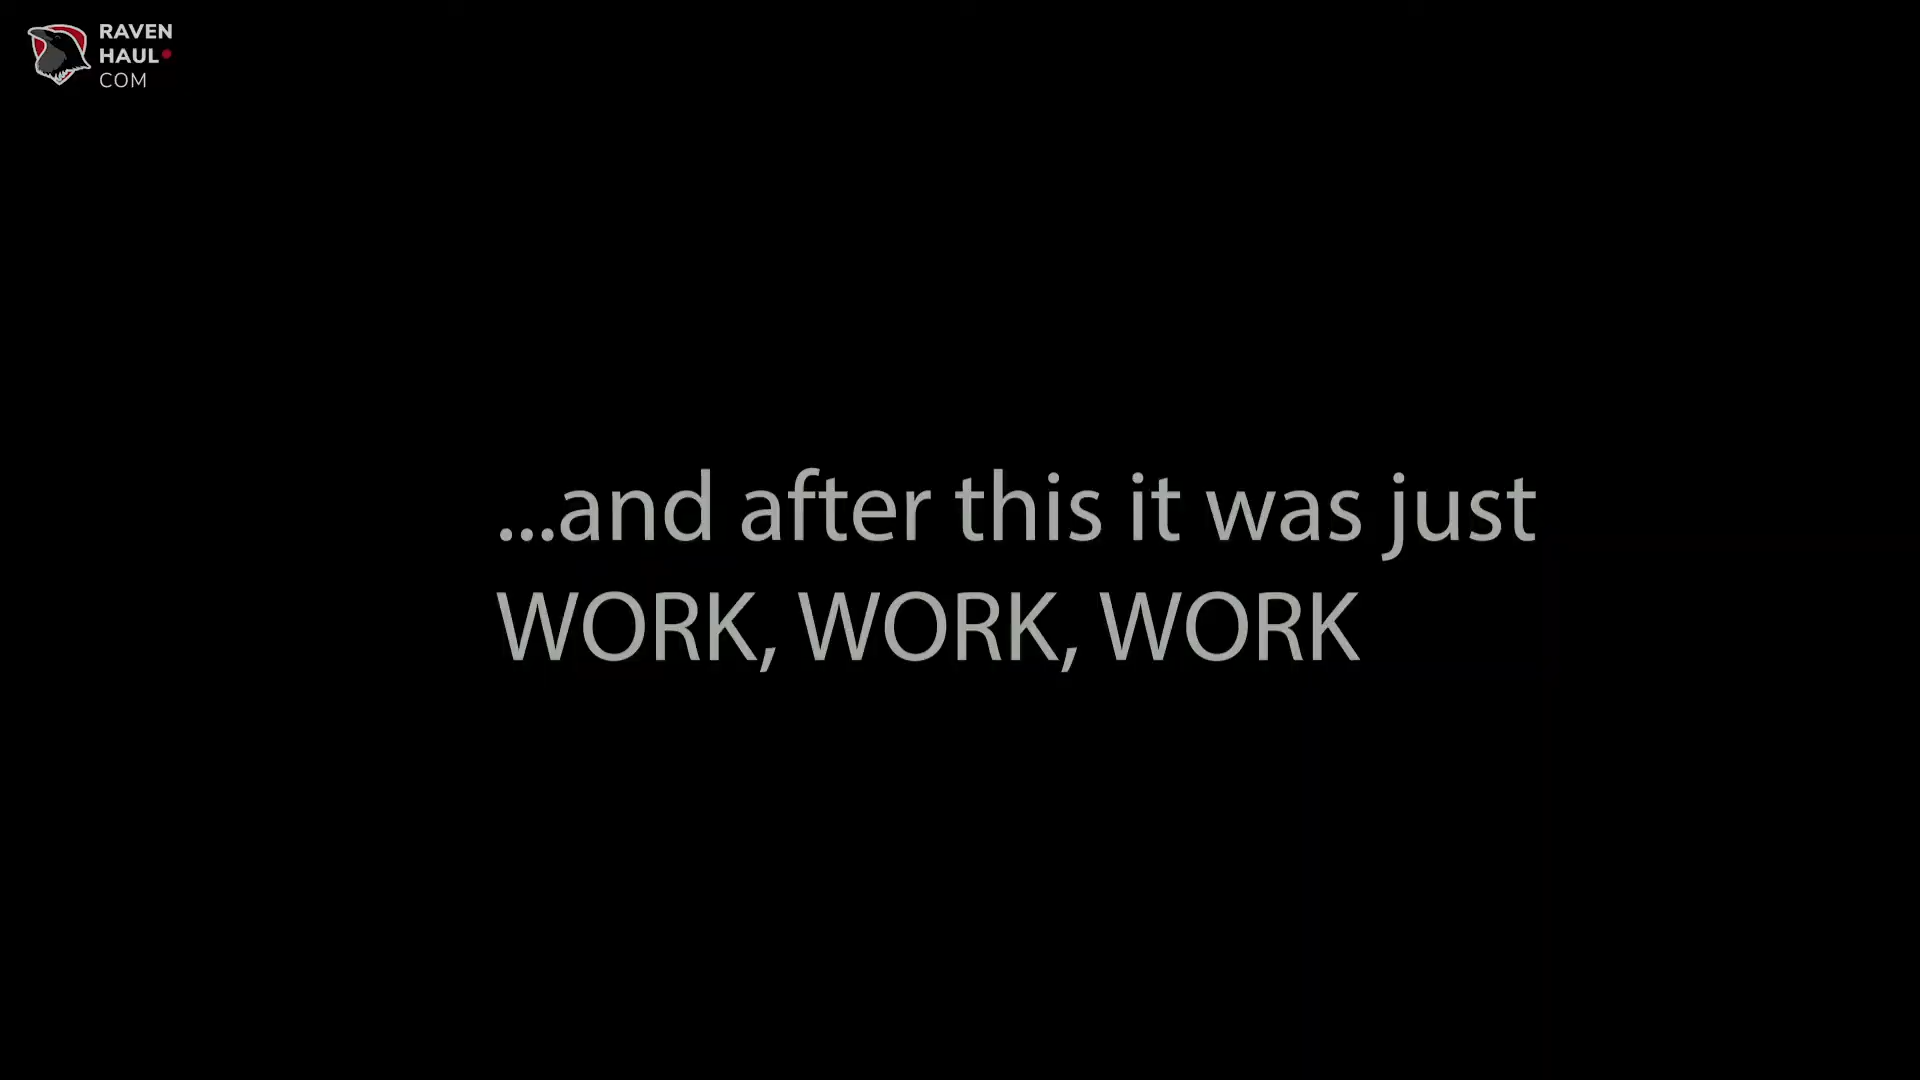 RAVEN
HAUL
COM
...and after this it was just
WORK, WORK, WORK